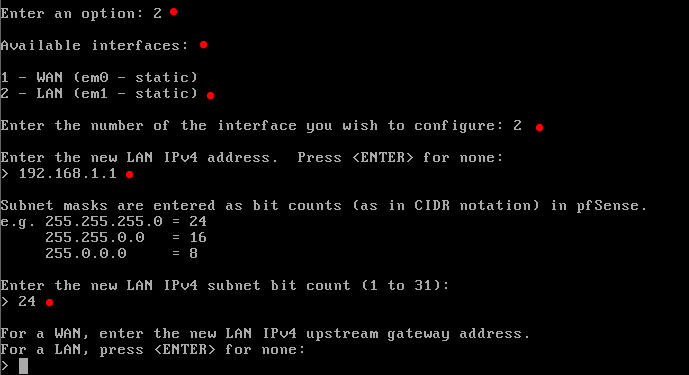 Enter an option: 2
Available interfaces:
1 - WAN (em0 - static)
2 - LAN (em1 - static)
Enter the number of the interface you wish to configure: 2
Enter the new LAN IPv4 address.  Press <ENTER> for none:
> 192.168.1.1
Subnet masks are entered as bit counts (as in CIDR notation) in pfSense.
e.g. 255.255.255.0 = 24
     255.255.0.0   = 16
     255.0.0.0     = 8
Enter the new LAN IPv4 subnet bit count (1 to 31):
> 24
For a WAN, enter the new LAN IPv4 upstream gateway address.
For a LAN, press <ENTER> for none:
>